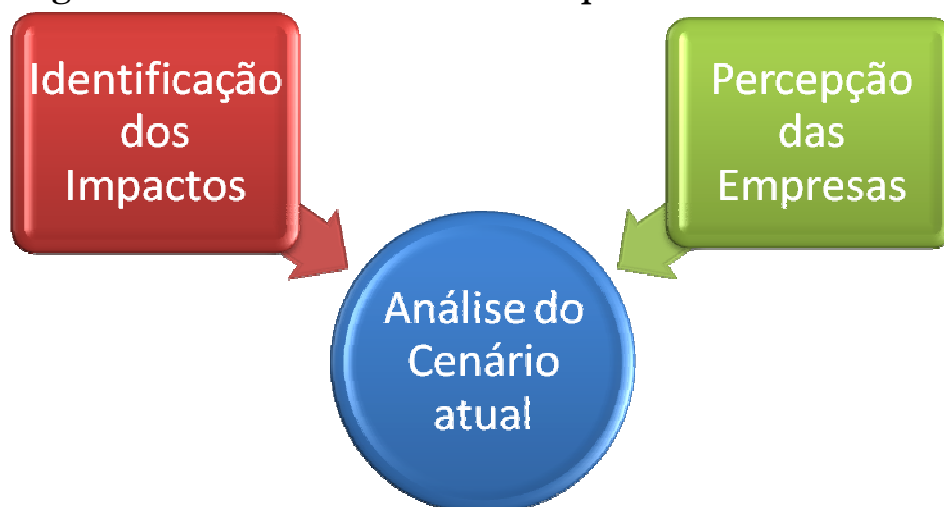 Identificação
dos
Impactos
Percepção
das
Empresas
Análise do
Cenário
atual